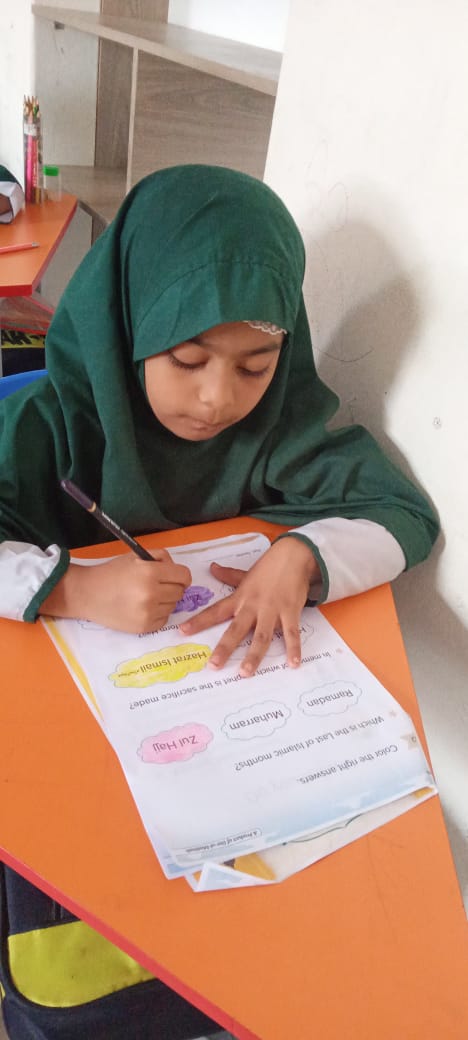 A Product of Dar-ul-Madinah
Color the right answers.
Which is the Last of Islamic months?
Ramadan
Muharram
Zul Hajj
In memory of which Prophet is the sacrifice made?
Hazrat Ismail